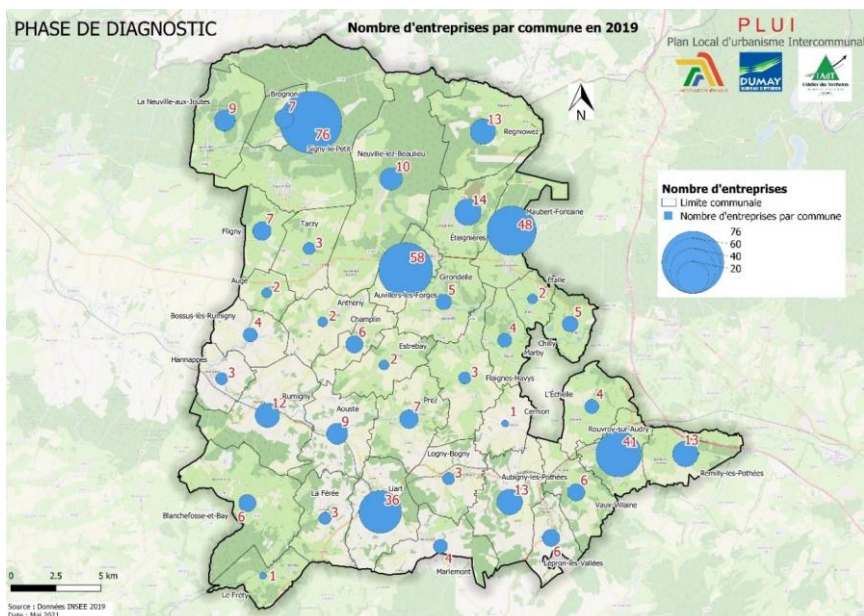 PHASE DE DIAGNOSTIC
Nombre d'entreprises par commune en 2019
PLUI
Plan Local d'urbanisme Intercommunal
DUMAY
La Neuville-aux-Joutes
9
Brognon
7
76
Signy-le-Petit
13
Regniowez
Neuville-lez-Beaulieu
10
N
Nombre d'entreprises
Limite communale
Nombre d'entreprises par commune
76
60
40
20
14
Maubert-Fontaine
48
Éteignières
7
Fligny
Tarzy
3
58
Girondelle
5
Auvillers-les-Forges
Étalle
2
Auge
2
Antheny
2
Champlin
6
5
Chilly
Bossus-lès-Rumigny
4
Estrebay
2
4
Marby
Hannappes
3
3
Flaignes-Havys
L'Échelle
4
Rumigny
12
Aouste
9
Prez
7
1
Cernion
Rouvroy-sur-Audry
41
13
Remilly-les-Pothées
Logny-Bogny
3
Aubigny-les-Pothées
13
6
Vaux-Villaine
La Férée
3
Liart
36
Blanchefosse-et-Bay
6
4
Marlemont
6
Lépron-les-Vallées
1
Le Fréty
0 2.5 5 km
Source : Données INSEE 2019
Date : Mai 2021